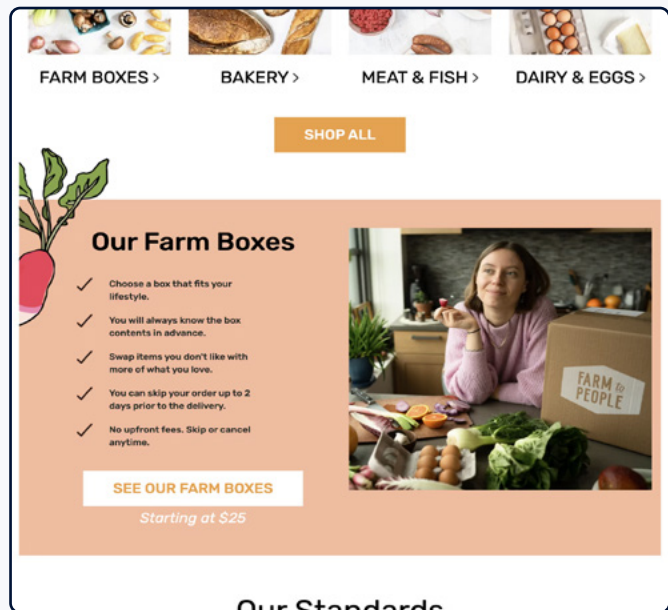 FARM BOXES >
BAKERY >
MEAT & FISH >
DAIRY & EGGS >
SHOP ALL
Our Farm Boxes
Choose a box that fits your
lifestyle.
You will always know the box
contents in advance.
Swap items you don't like with
more of what you love.
You can skip your order up to 2
days prior to the delivery.
No upfront fees. Skip or cancel
anytime.
SEE OUR FARM BOXES
Starting at $25
FARM to
PEOPLE
Our Standards